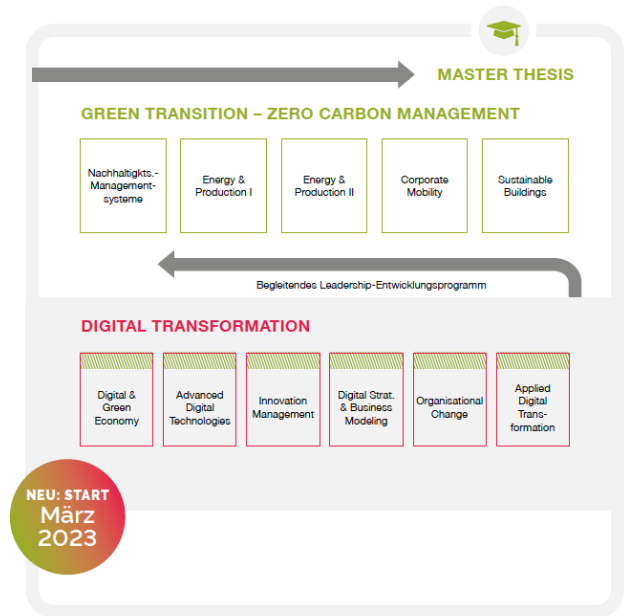 MASTER THESIS
GREEN TRANSITION – ZERO CARBON MANAGEMENT
Nachhaltigkts.-
Management-
systeme
Energy &
Production I
Energy &
Production II
Corporate
Mobility
Sustainable
Buildings
Begleitendes Leadership-Entwicklungsprogramm
DIGITAL TRANSFORMATION
Digital &
Green
Economy
Advanced
Digital
Technologies
Innovation
Management
Digital Strat.
& Business
Modeling
Organisational
Change
Applied
Digital
Trans-
formation
NEU: START
März
2023